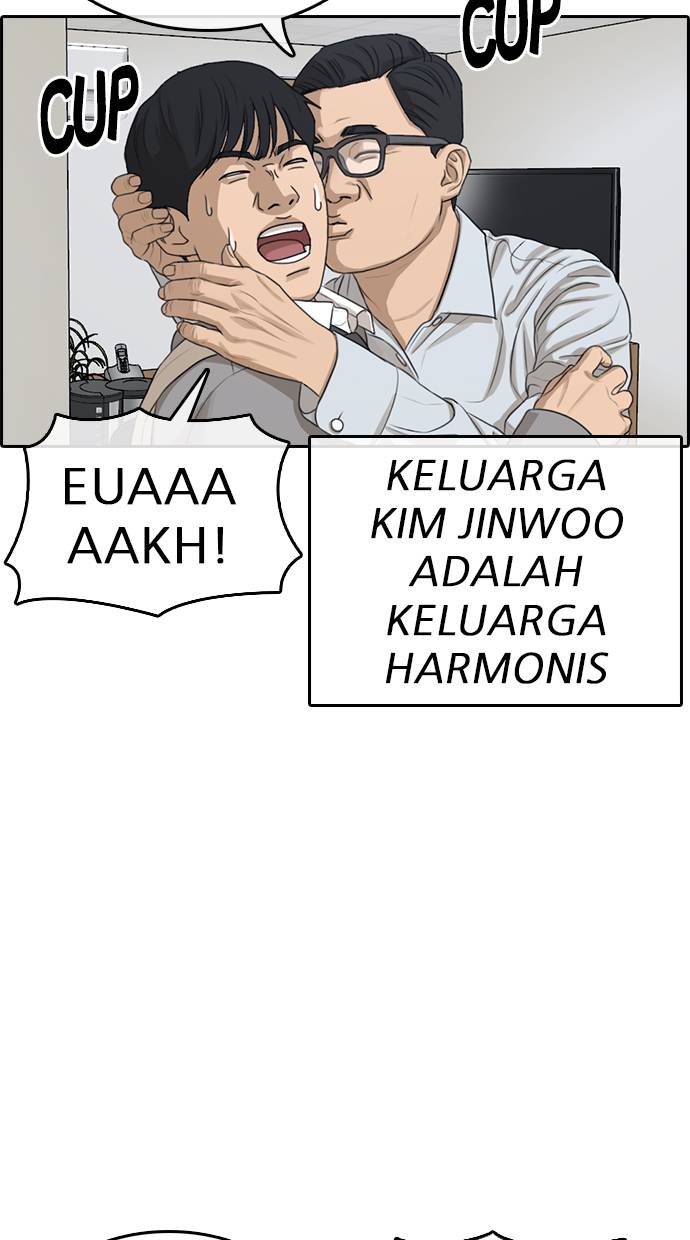 CUP
CUP
EUAAA
AAKH!
KELUARGA
KIM JINWOO
ADALAH
KELUARGA
HARMONIS